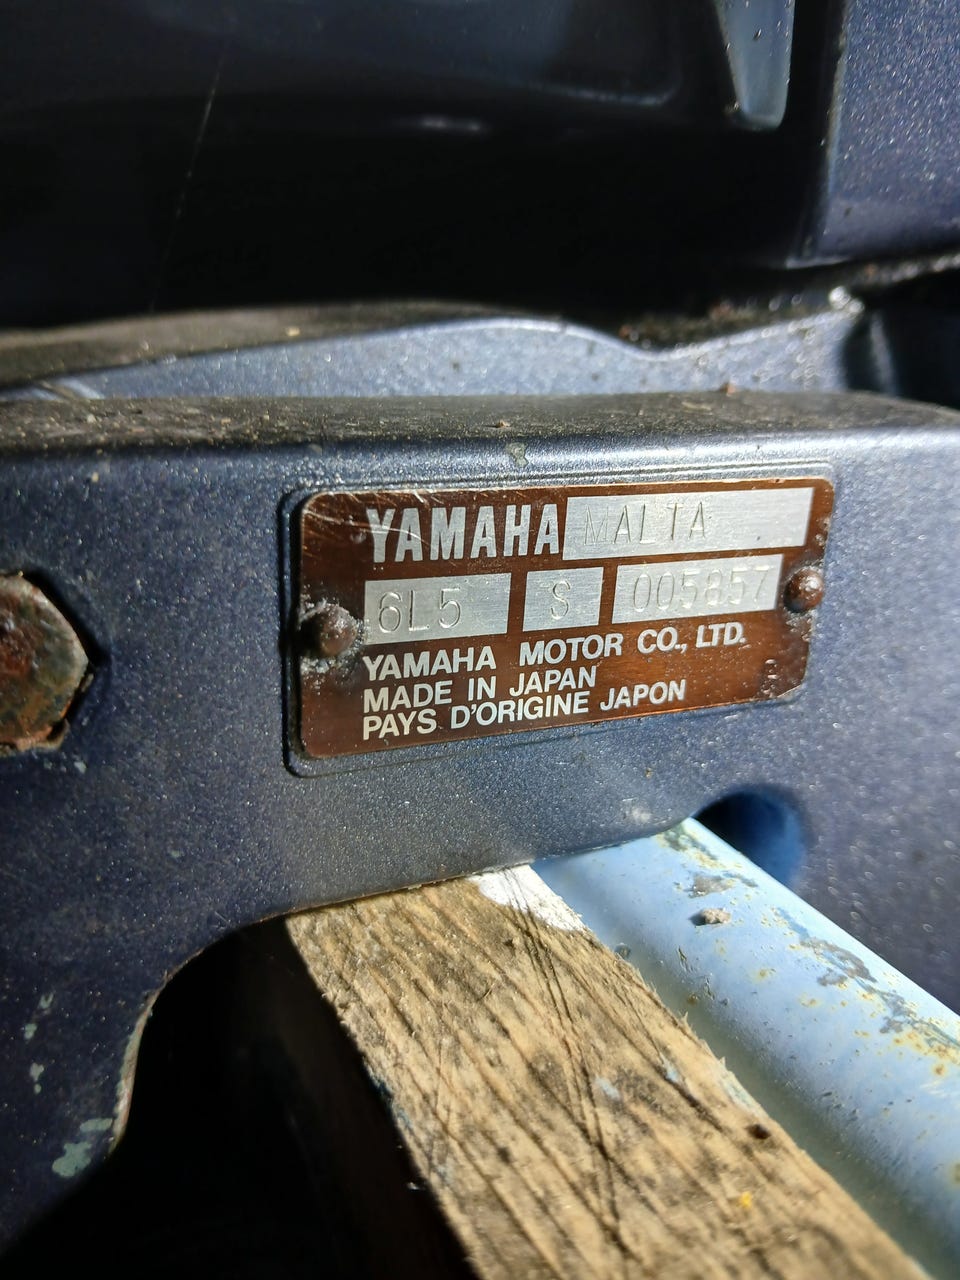 YAMAHA MALTA
6L5 S 005857
YAMAHA MOTOR CO., LTD.
MADE IN JAPAN
PAYS D'ORIGINE JAPON